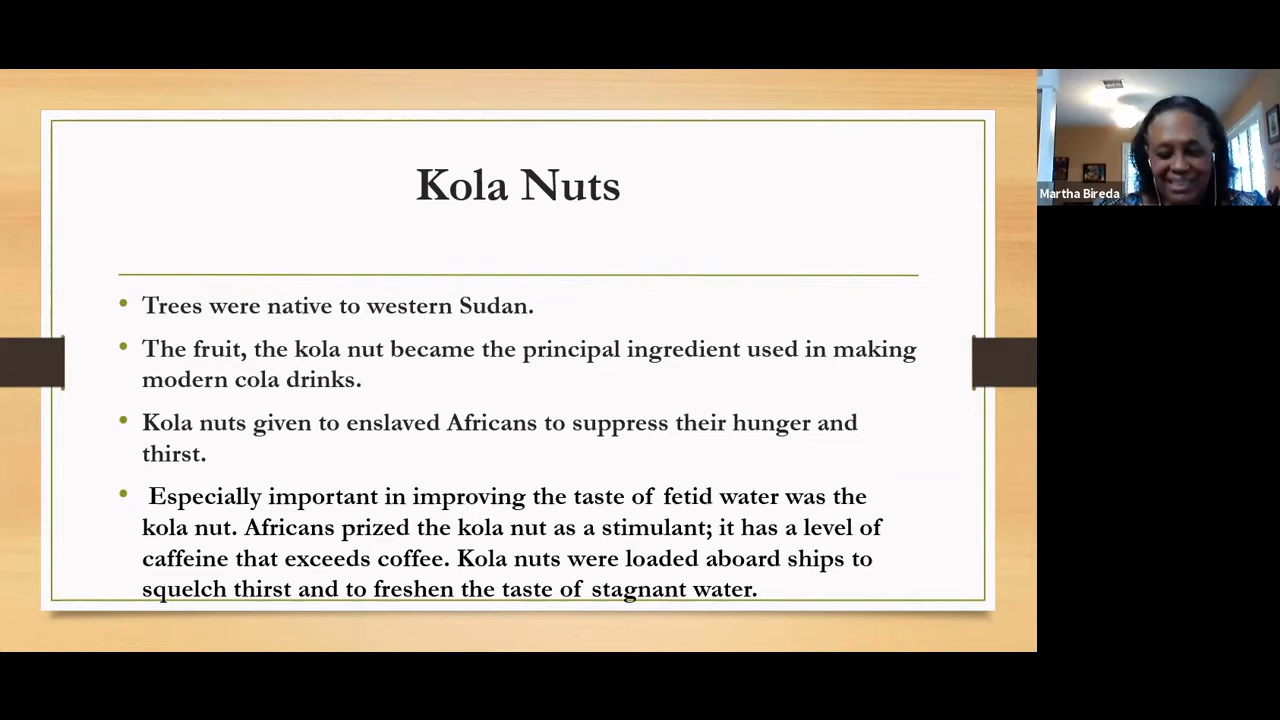 Kola Nuts
• Trees were native to western Sudan.
• The fruit, the kola nut became the principal ingredient used in making
modern cola drinks.
• Kola nuts given to enslaved Africans to suppress their hunger and
thirst.
• Especially important in improving the taste of fetid water was the
kola nut. Africans prized the kola nut as a stimulant; it has a level of
caffeine that exceeds coffee. Kola nuts were loaded aboard ships to
squelch thirst and to freshen the taste of stagnant water.
Martha Bireda